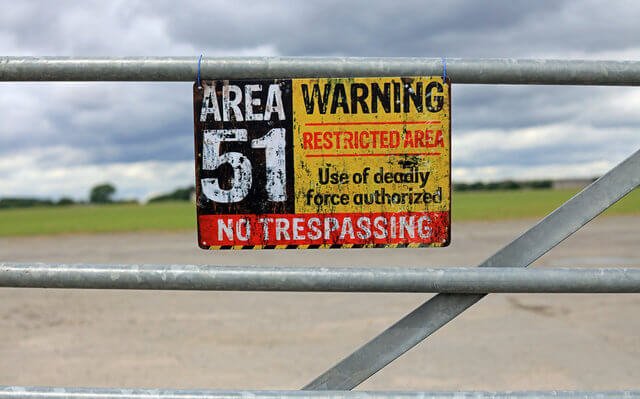 AREA
51
WARNING
RESTRICTED AREA
Use of deadly
force authorized
NO TRESPASSING